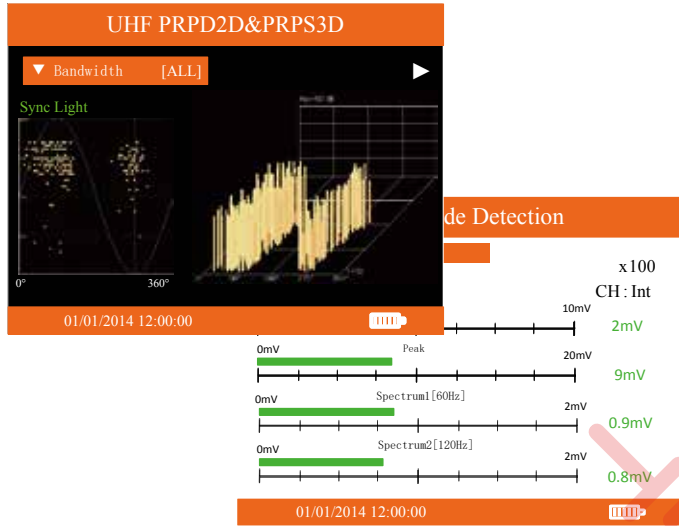 UHF PRPD2D&PRPS3D
▼ Bandwidth [ALL]
▶
Sync Light
0° 360°
01/01/2014 12:00:00
de Detection
x100
CH : Int
10mV
2mV
0mV Peak 20mV
9mV
0mV Spectrum1[60Hz] 2mV
0.9mV
0mV Spectrum2[120Hz] 2mV
0.8mV
01/01/2014 12:00:00